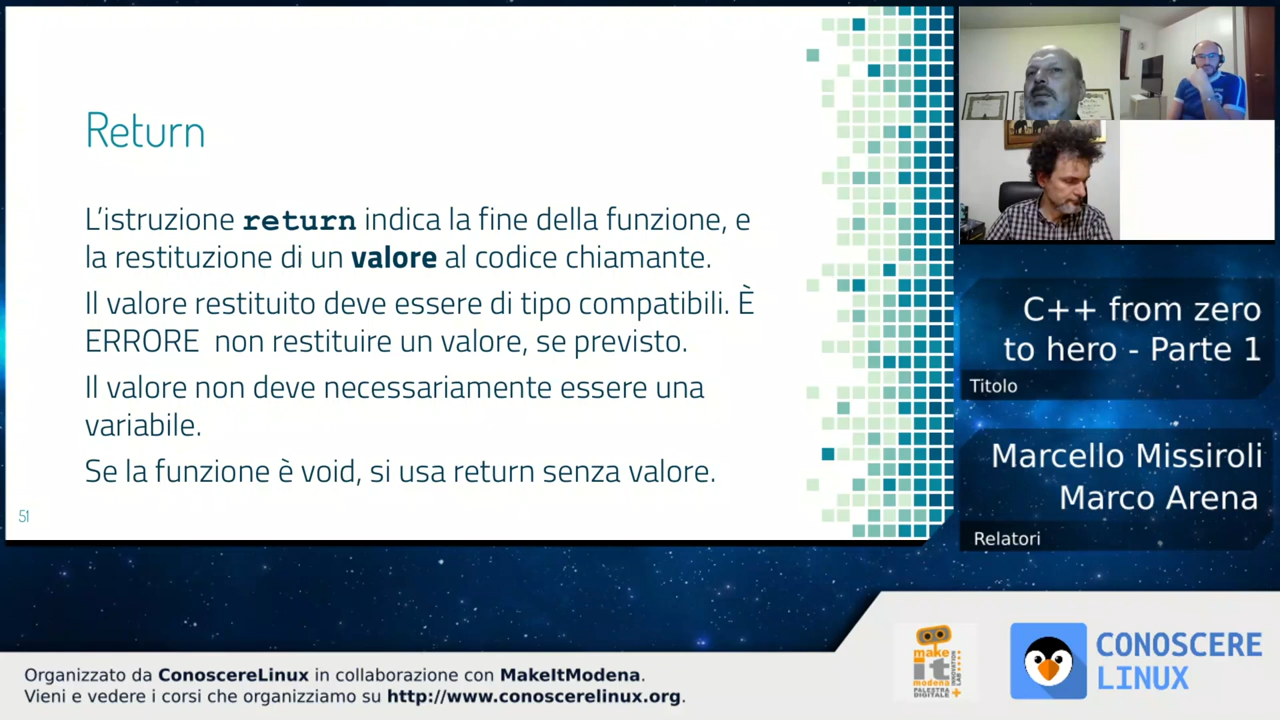 Return
L'istruzione return indica la fine della funzione, e
la restituzione di un valore al codice chiamante.
Il valore restituito deve essere di tipo compatibili. È
ERRORE  non restituire un valore, se previsto.
Il valore non deve necessariamente essere una
variabile.
Se la funzione è void, si usa return senza valore.
51
C++ from zero
to hero - Parte 1
Titolo
Marcello Missiroli
Marco Arena
Relatori
make
it
modena
PALESTRA
DIGITALE
INNOVATION
LAB
CONOSCERE
LINUX
Organizzato da ConoscereLinux in collaborazione con MakeItModena.
Vieni e vedere i corsi che organizziamo su http://www.conoscerelinux.org.